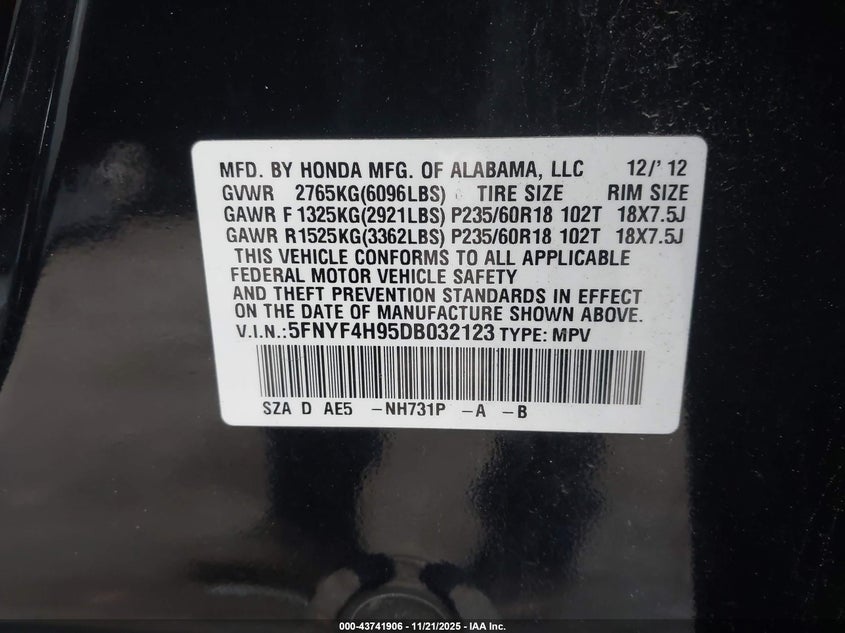 MFD. BY HONDA MFG. OF ALABAMA, LLC 12/'12
GVWR 2765KG(6096LBS) TIRE SIZE RIM SIZE
GAWR F 1325KG(2921LBS) P235/60R18 102T 18X7.5J
GAWR R1525KG(3362LBS) P235/60R18 102T 18X7.5J
THIS VEHICLE CONFORMS TO ALL APPLICABLE
FEDERAL MOTOR VEHICLE SAFETY
AND THEFT PREVENTION STANDARDS IN EFFECT
ON THE DATE OF MANUFACTURE SHOWN ABOVE.
V.I.N.:5FNYF4H95DB032123 TYPE: MPV
SZA D AE5 -NH731P -A -B
000-43741906 - 11/21/2025 - IAA Inc.